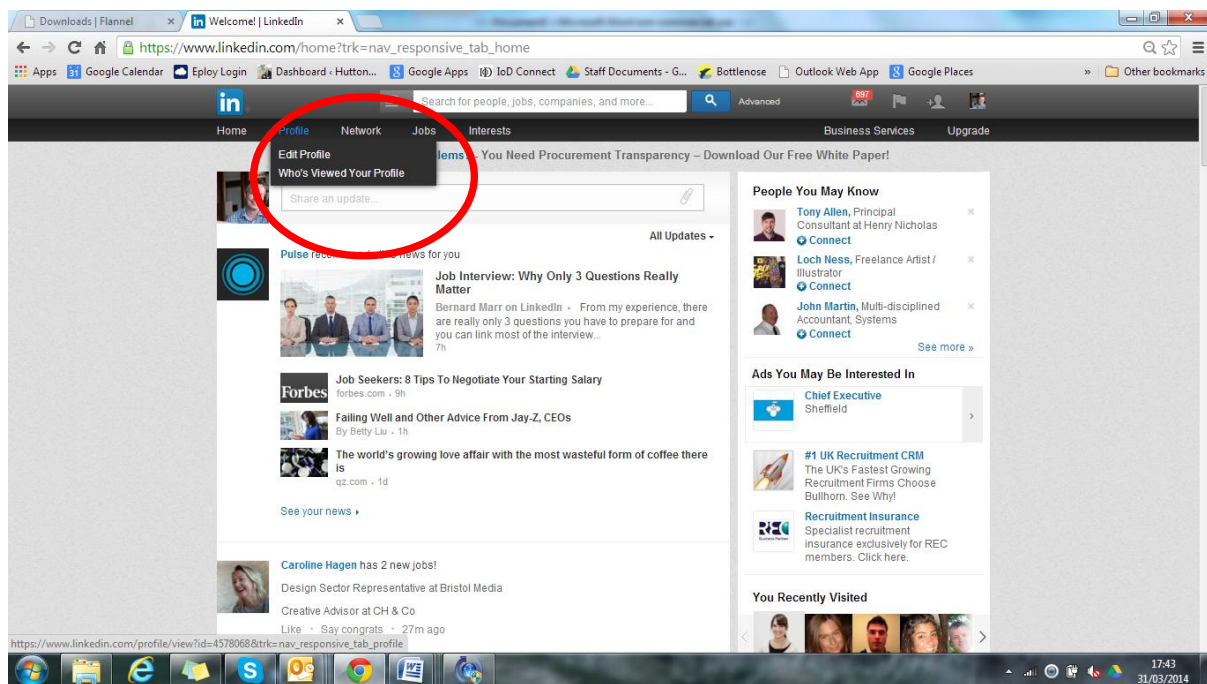 Downloads | Flannel
in Welcome! | LinkedIn
https://www.linkedin.com/home?trk=nav_responsive_tab_home
Apps 31 Google Calendar Eploy Login Dashboard ‹ Hutton... 8 Google Apps IoD Connect Staff Documents - G... Bottlenose Outlook Web App 8 Google Places » Other bookmarks
in Search for people, jobs, companies, and more... Advanced 697
Home Profile Network Jobs Interests Business Services Upgrade
Edit Profile
Who's Viewed Your Profile
You Need Procurement Transparency – Download Our Free White Paper!
Share an update...
All Updates
Pulse
news for you
Job Interview: Why Only 3 Questions Really
Matter
Bernard Marr on LinkedIn - From my experience, there
are really only 3 questions you have to prepare for and
you can link most of the interview...
7h
Forbes
Job Seekers: 8 Tips To Negotiate Your Starting Salary
forbes.com - 9h
Failing Well and Other Advice From Jay-Z, CEOs
By Betty Liu - 1h
The world's growing love affair with the most wasteful form of coffee there
is
qz.com - 1d
See your news
Caroline Hagen has 2 new jobs!
Design Sector Representative at Bristol Media
Creative Advisor at CH & Co
Like · Say congrats · 27m ago
People You May Know
Tony Allen, Principal
Consultant at Henry Nicholas
Connect
Loch Ness, Freelance Artist /
Illustrator
Connect
John Martin, Multi-disciplined
Accountant, Systems
Connect
See more »
Ads You May Be Interested In
Chief Executive
Sheffield
#1 UK Recruitment CRM
The UK's Fastest Growing
Recruitment Firms Choose
Bullhorn. See Why!
REC
Recruitment Insurance
Specialist recruitment
insurance exclusively for REC
members. Click here.
You Recently Visited
https://www.linkedin.com/profile/view?id=4578068&trk=nav_responsive_tab_profile
17:43
31/03/2014